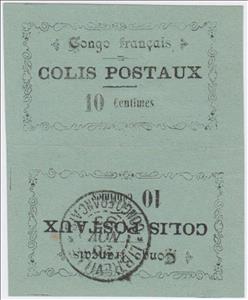 Congo français
COLIS POSTAUX
10 Centimes
Congo français
COLIS POSTAUX
10 Centimes